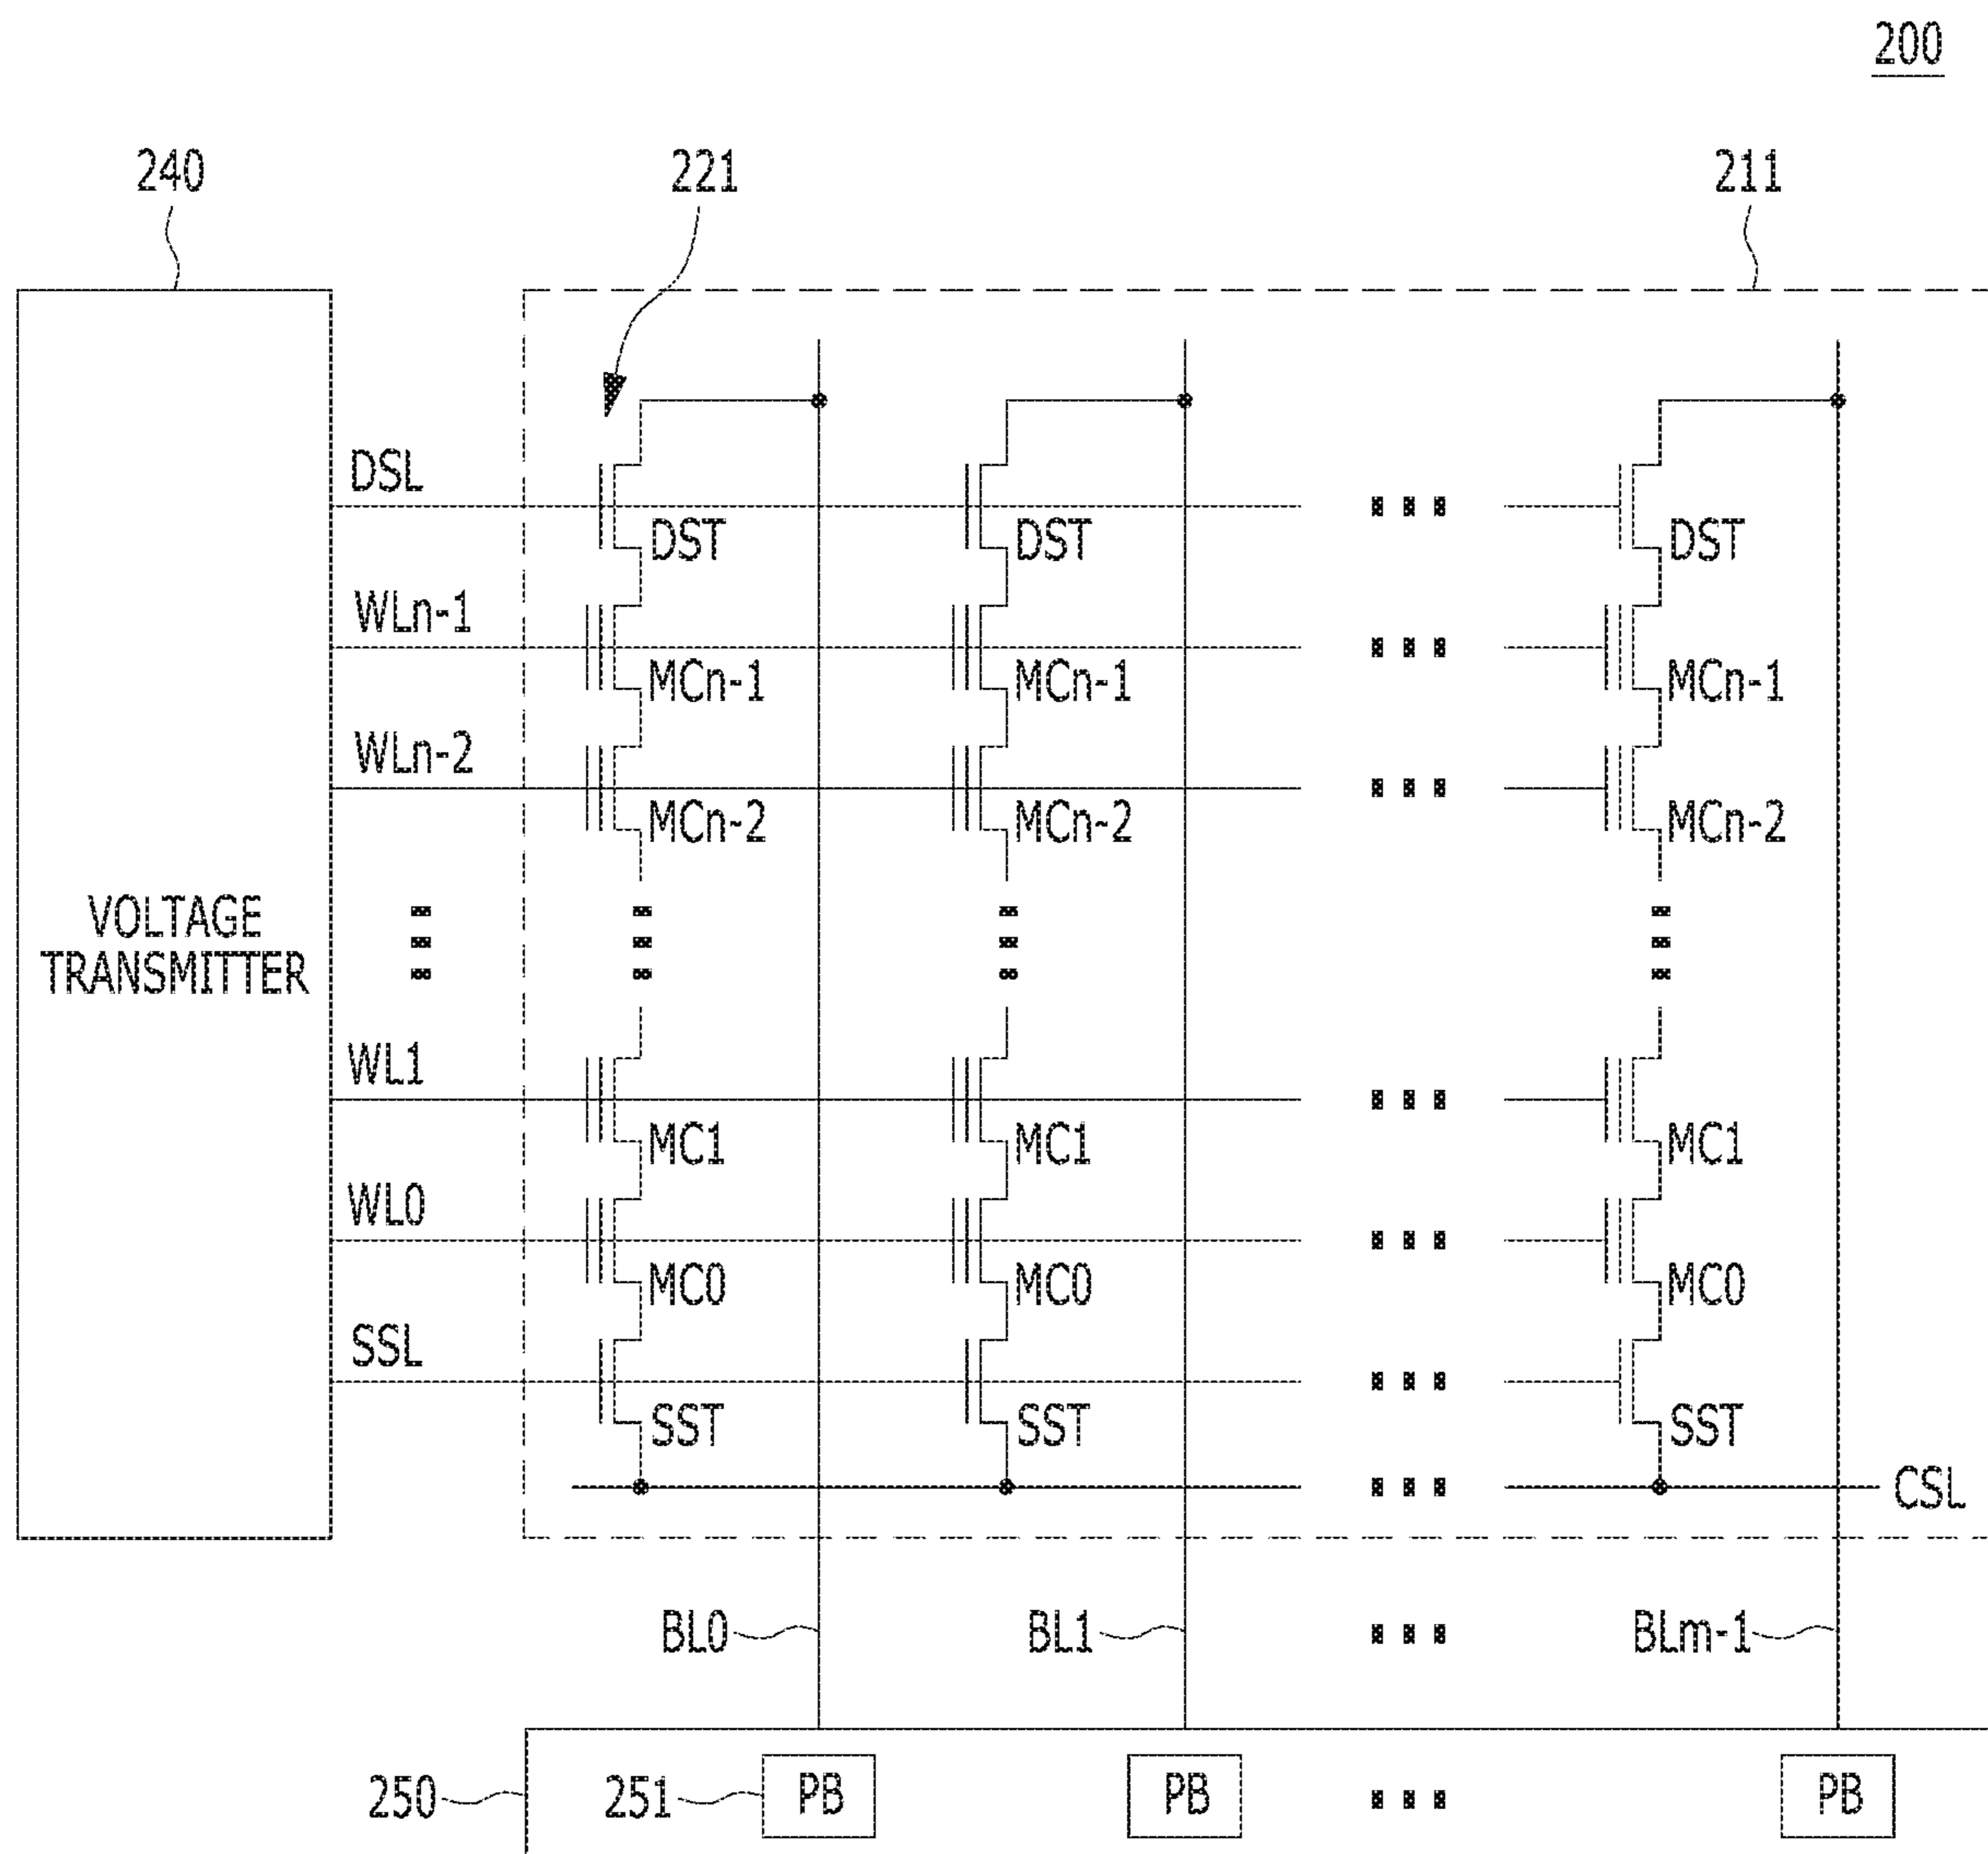 200
240 221 211
DSL
DST DST DST
WLn-1
MCn-1 MCn-1 MCn-1
WLn-2
MCn-2 MCn-2 MCn-2
VOLTAGE
TRANSMITTER
WL1
MC1 MC1 MC1
WL0
MC0 MC0 MC0
SSL
SST SST SST
CSL
BL0 BL1 BLm-1
250 251 PB PB PB